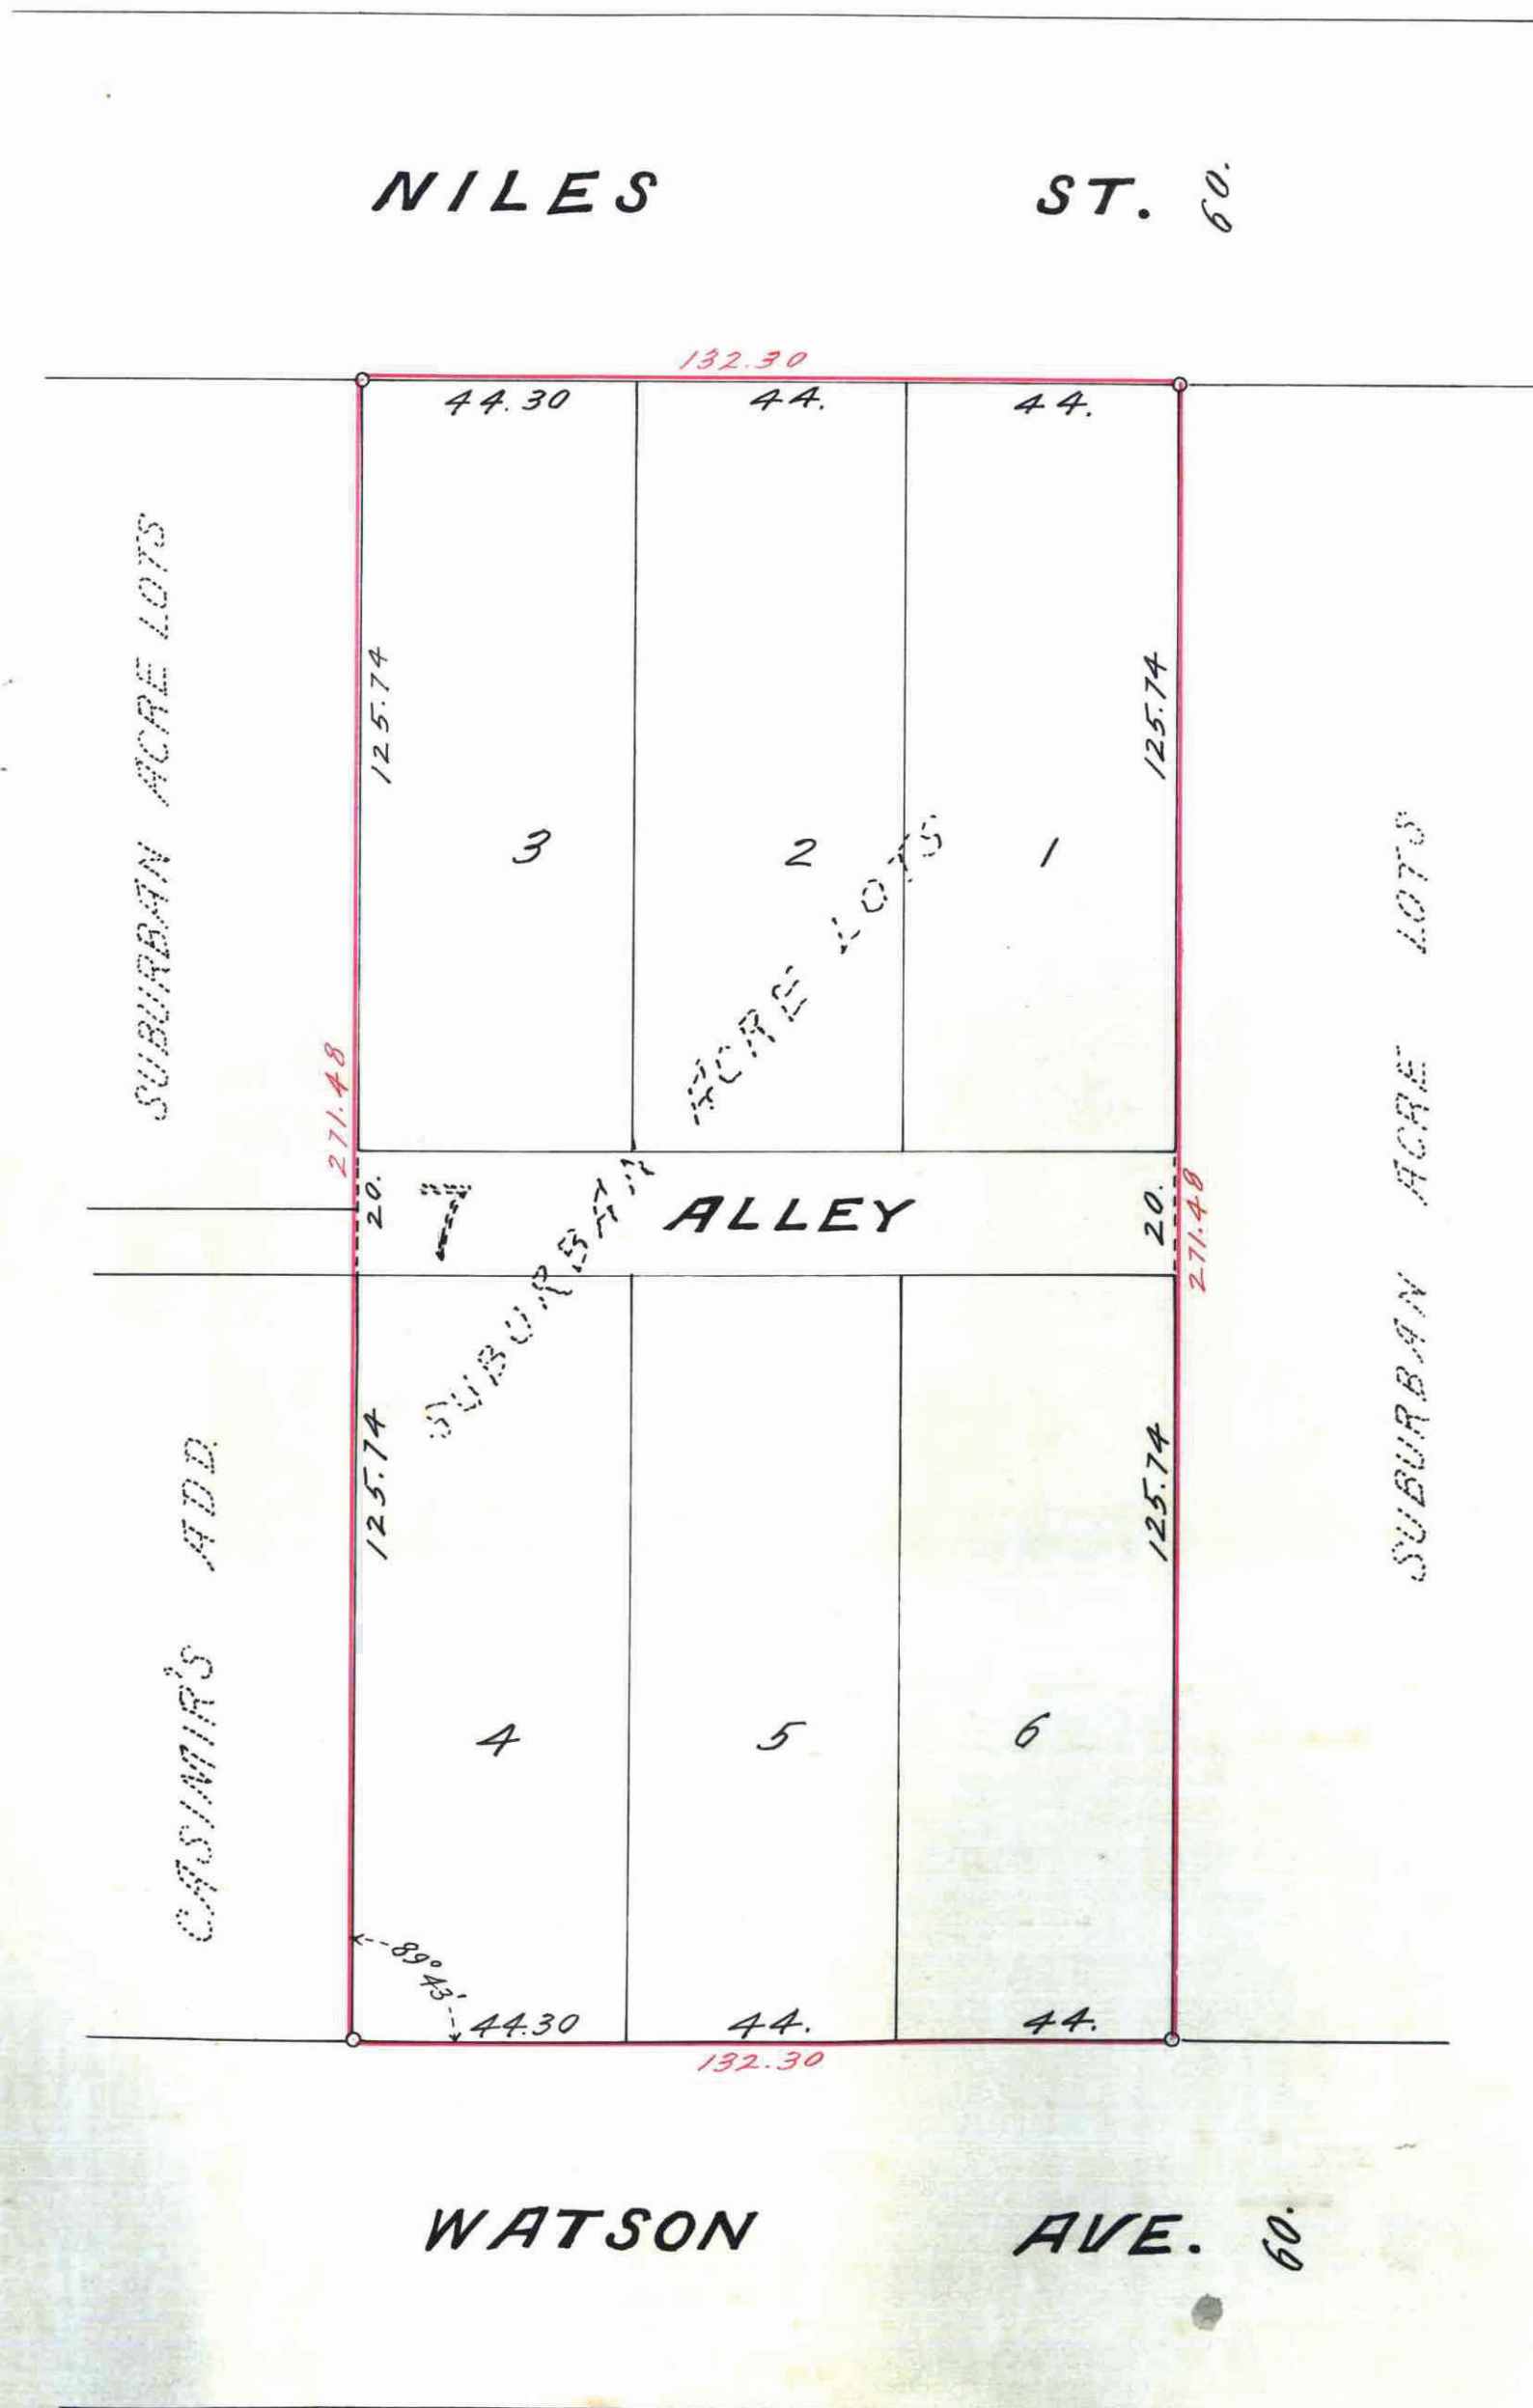 NILES ST. 60.
132.30
44.30 44. 44.
SUBURBAN ACRE LOTS
125.74
125.74
3 2 1
SUBURBAN ACRE LOTS
271.48
20.
7
ALLEY
20.
271.48
SUBURBAN ACRE LOTS
CASIMIR'S ADD.
125.74
125.74
4 5 6
89° 43'
44.30 44. 44.
132.30
WATSON AVE. 60.